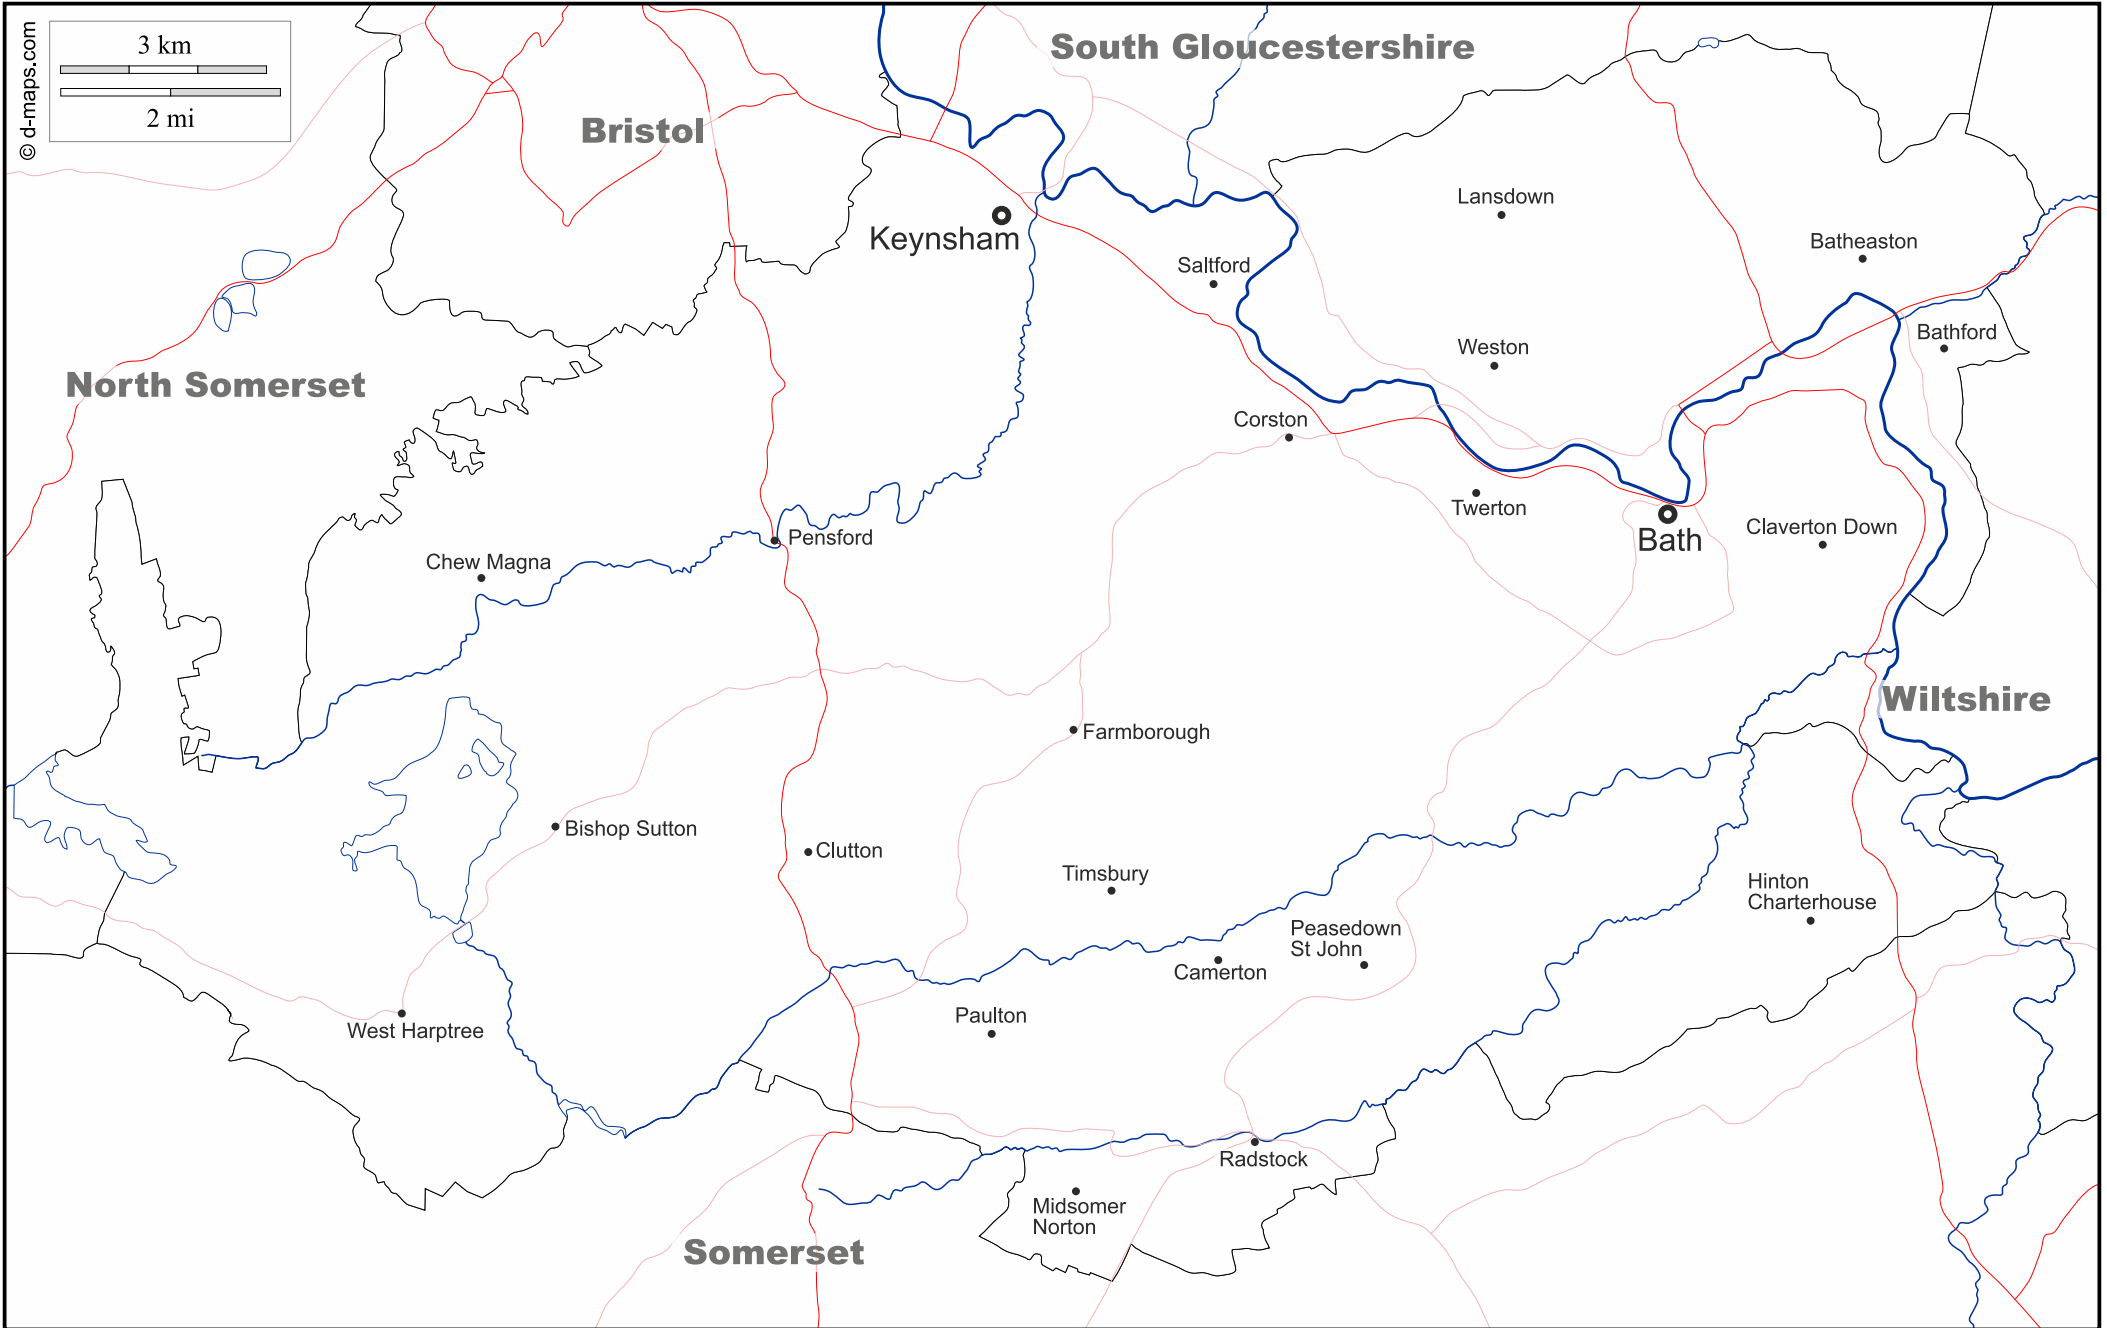 © d-maps.com
3 km
2 mi
South Gloucestershire
Bristol
Lansdown
Keynsham
Batheaston
Saltford
Bathford
Weston
North Somerset
Corston
Twerton
Claverton Down
Bath
Pensford
Chew Magna
Wiltshire
Farmborough
Bishop Sutton
Clutton
Timsbury
Hinton
Charterhouse
Peasedown
St John
Camerton
Paulton
West Harptree
Radstock
Midsomer
Norton
Somerset